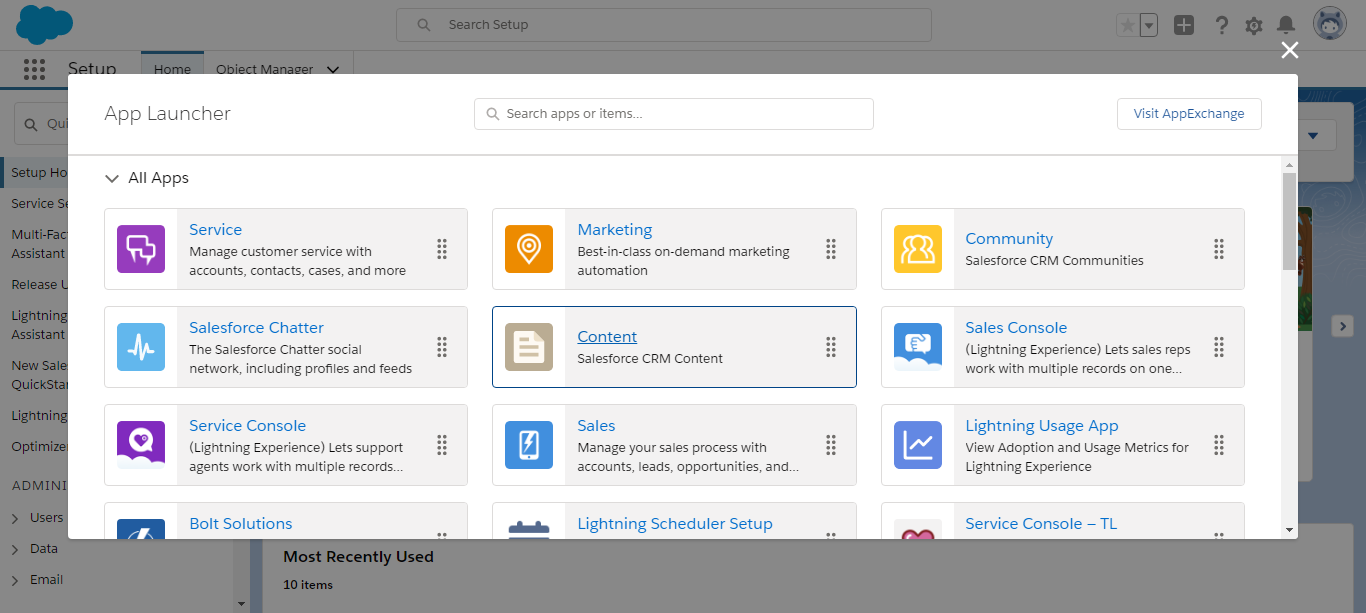 Search Setup
Setup
Home
Object Manager
App Launcher
Search apps or items...
Visit AppExchange
Setup Ho
Service Se
Multi-Fac
Assistant
Release U
Lightning
Assistant
New Sales
QuickStar
Lightning
Optimize
ADMINI
Users
Data
Email
All Apps
Service
Manage customer service with
accounts, contacts, cases, and more
Marketing
Best-in-class on-demand marketing
automation
Community
Salesforce CRM Communities
Salesforce Chatter
The Salesforce Chatter social
network, including profiles and feeds
Content
Salesforce CRM Content
Sales Console
(Lightning Experience) Lets sales reps
work with multiple records on one...
Service Console
(Lightning Experience) Lets support
agents work with multiple records...
Sales
Manage your sales process with
accounts, leads, opportunities, and...
Lightning Usage App
View Adoption and Usage Metrics for
Lightning Experience
Bolt Solutions
Lightning Scheduler Setup
Service Console – TL
Most Recently Used
10 items